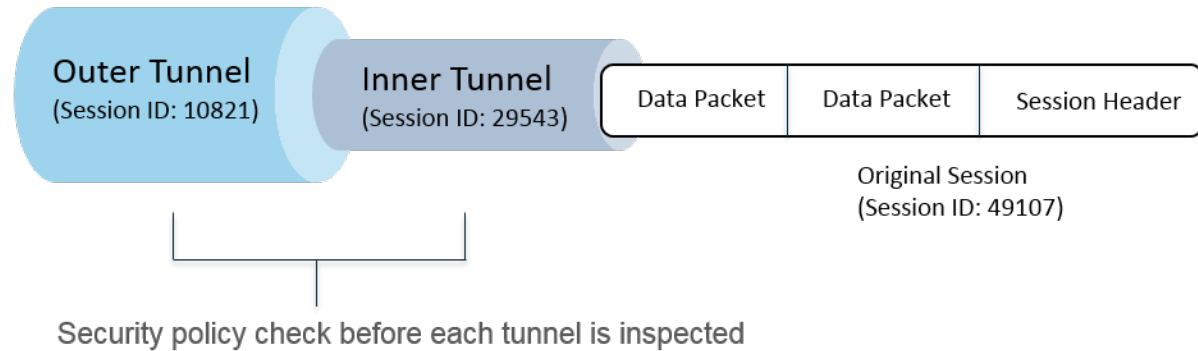 Outer Tunnel
(Session ID: 10821)
Inner Tunnel
(Session ID: 29543)
Data Packet
Data Packet
Session Header
Original Session
(Session ID: 49107)
Security policy check before each tunnel is inspected